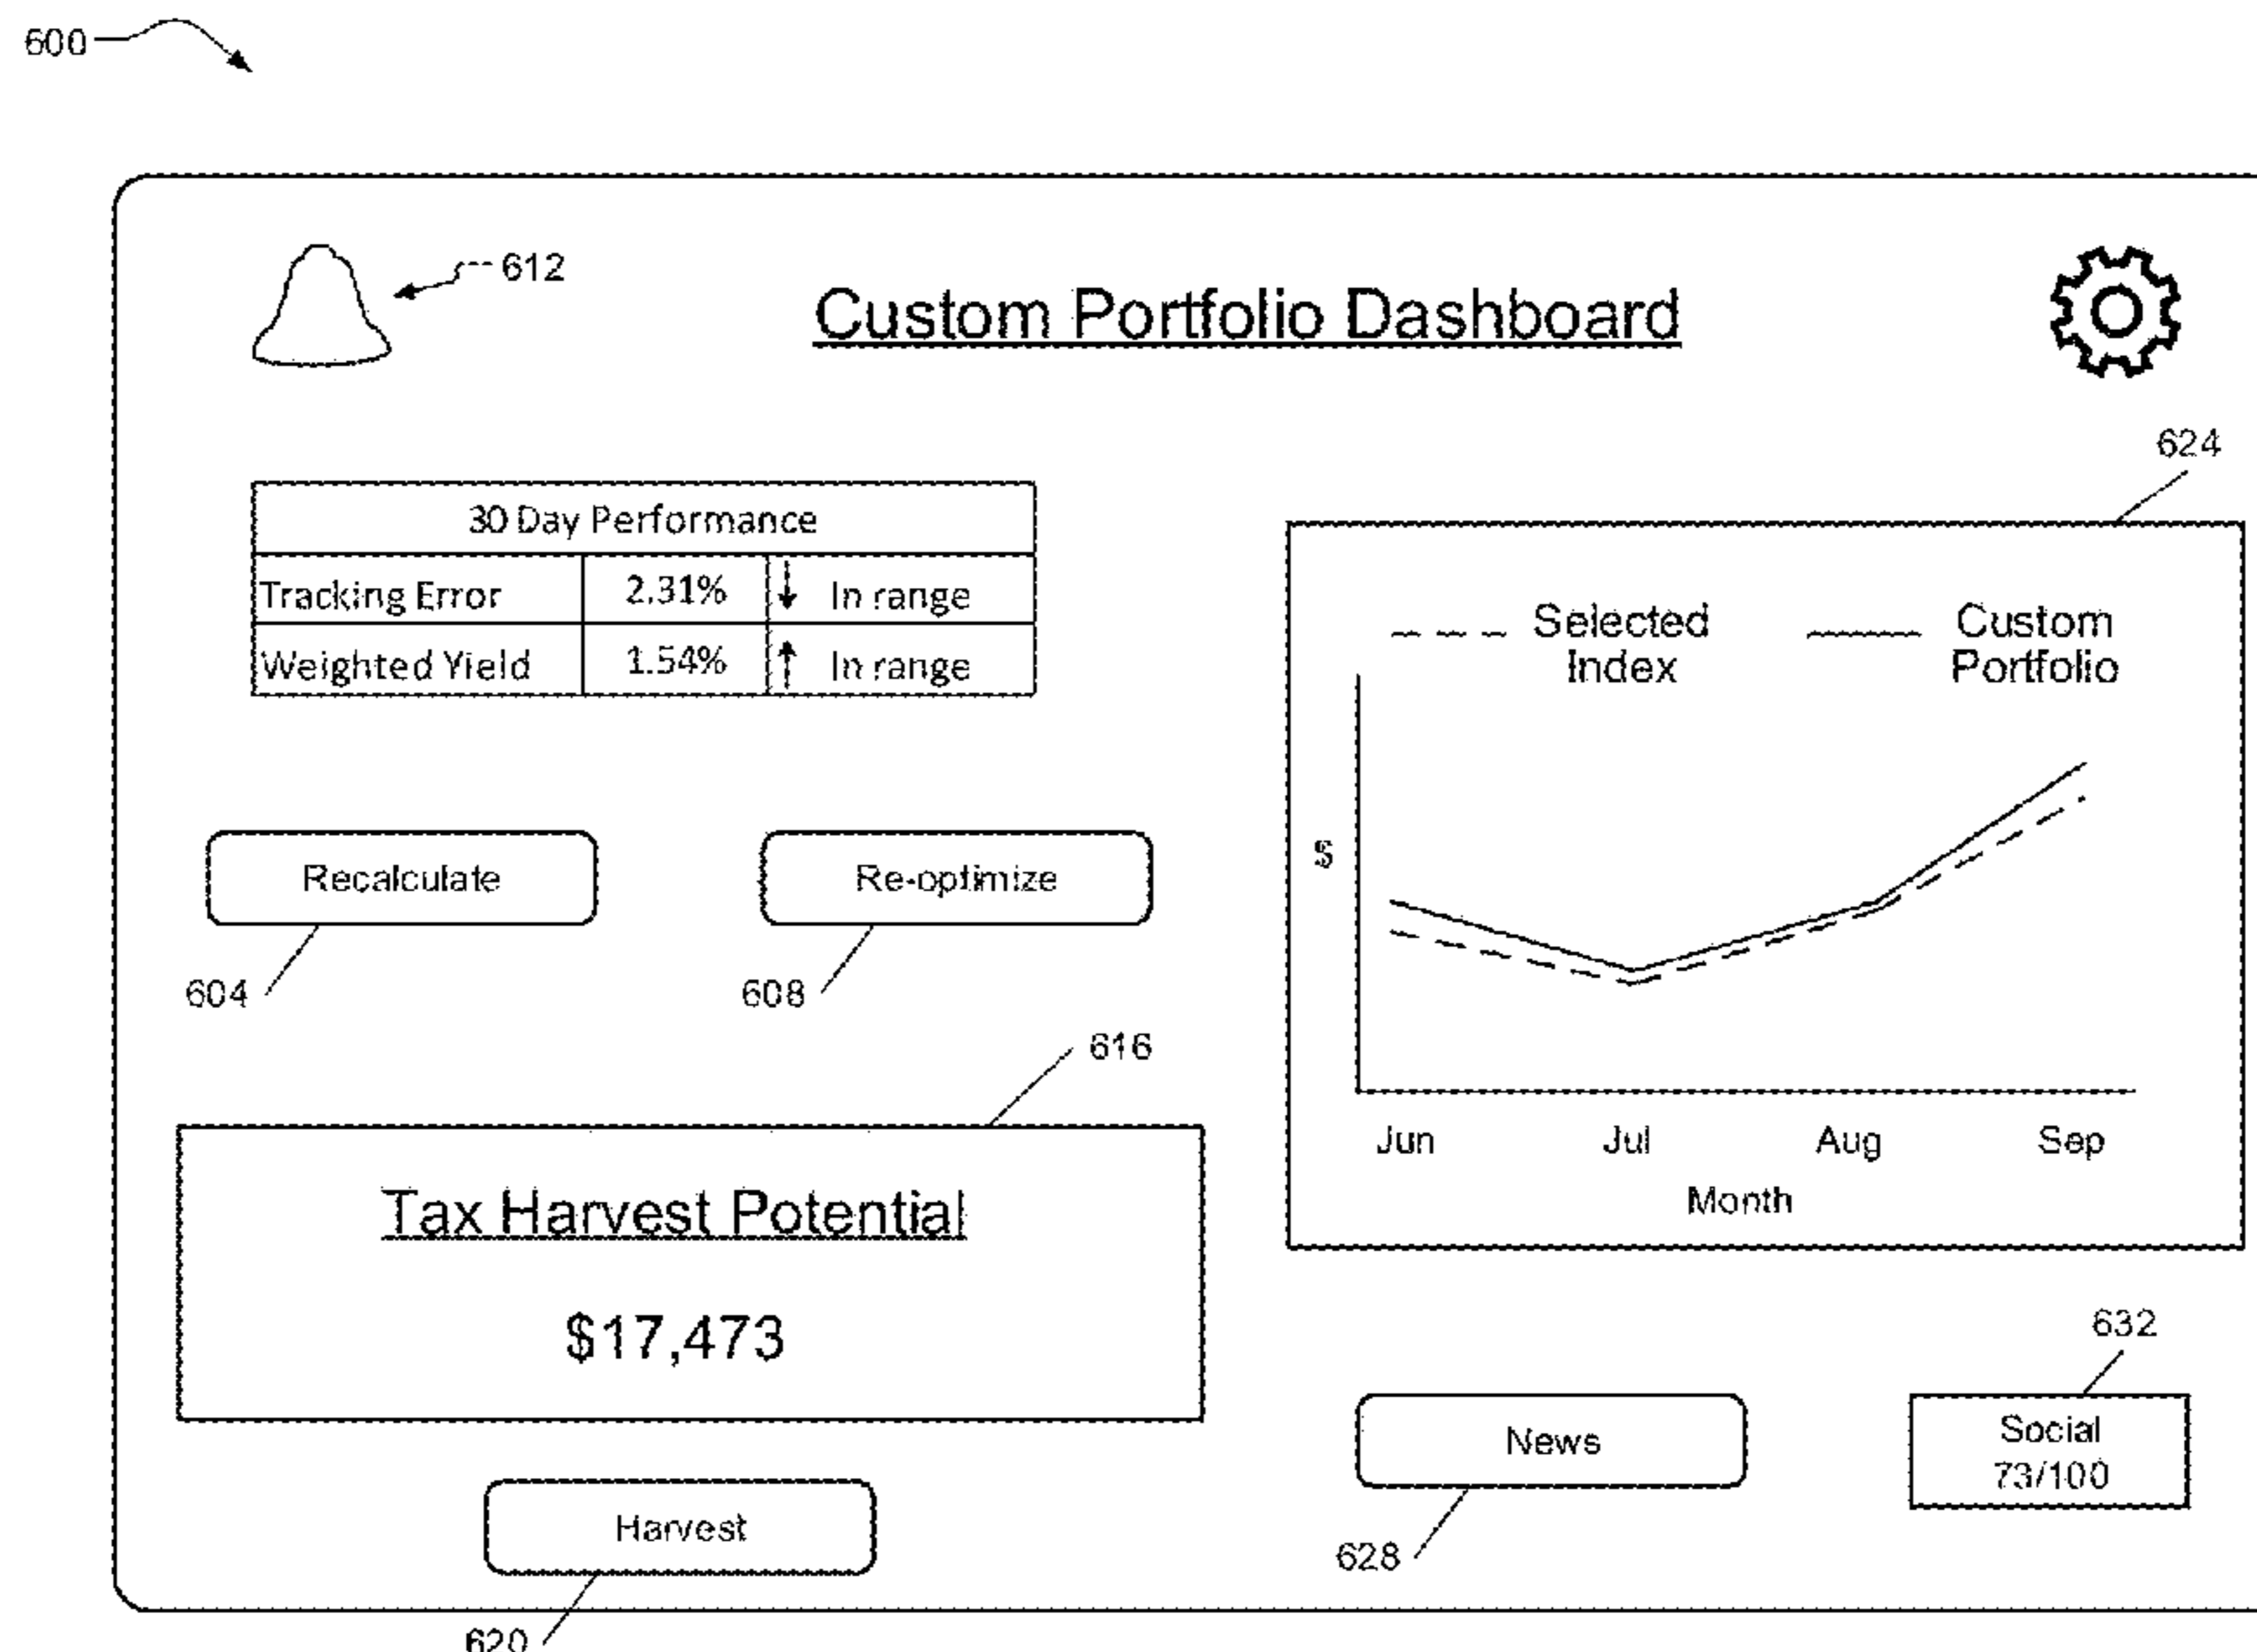 600
612
Custom Portfolio Dashboard
624
30 Day Performance
Tracking Error 2.31% ↓ In range
Weighted Yield 1.54% ↑ In range
Selected Index
Custom Portfolio
$
Jun Jul Aug Sep
Month
Recalculate
Re-optimize
604
608
616
Tax Harvest Potential
$17,473
Harvest
620
News
628
632
Social
73/100